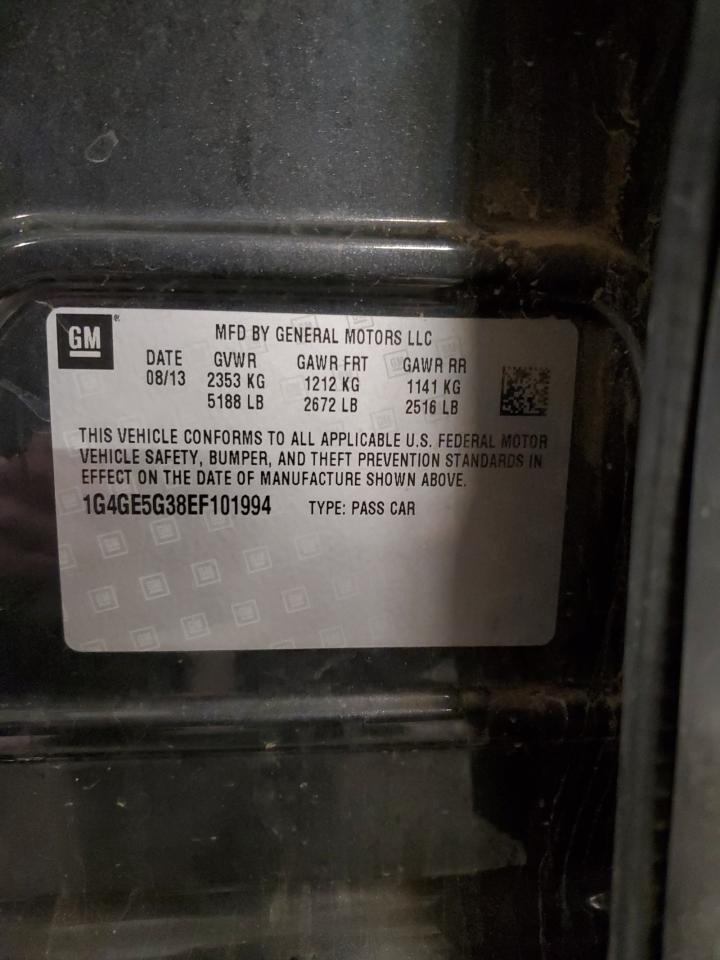 GM®
MFD BY GENERAL MOTORS LLC
DATE GVWR GAWR FRT GAWR RR
08/13 2353 KG 1212 KG 1141 KG
5188 LB 2672 LB 2516 LB
THIS VEHICLE CONFORMS TO ALL APPLICABLE U.S. FEDERAL MOTOR
VEHICLE SAFETY, BUMPER, AND THEFT PREVENTION STANDARDS IN
EFFECT ON THE DATE OF MANUFACTURE SHOWN ABOVE.
1G4GE5G38EF101994 TYPE: PASS CAR